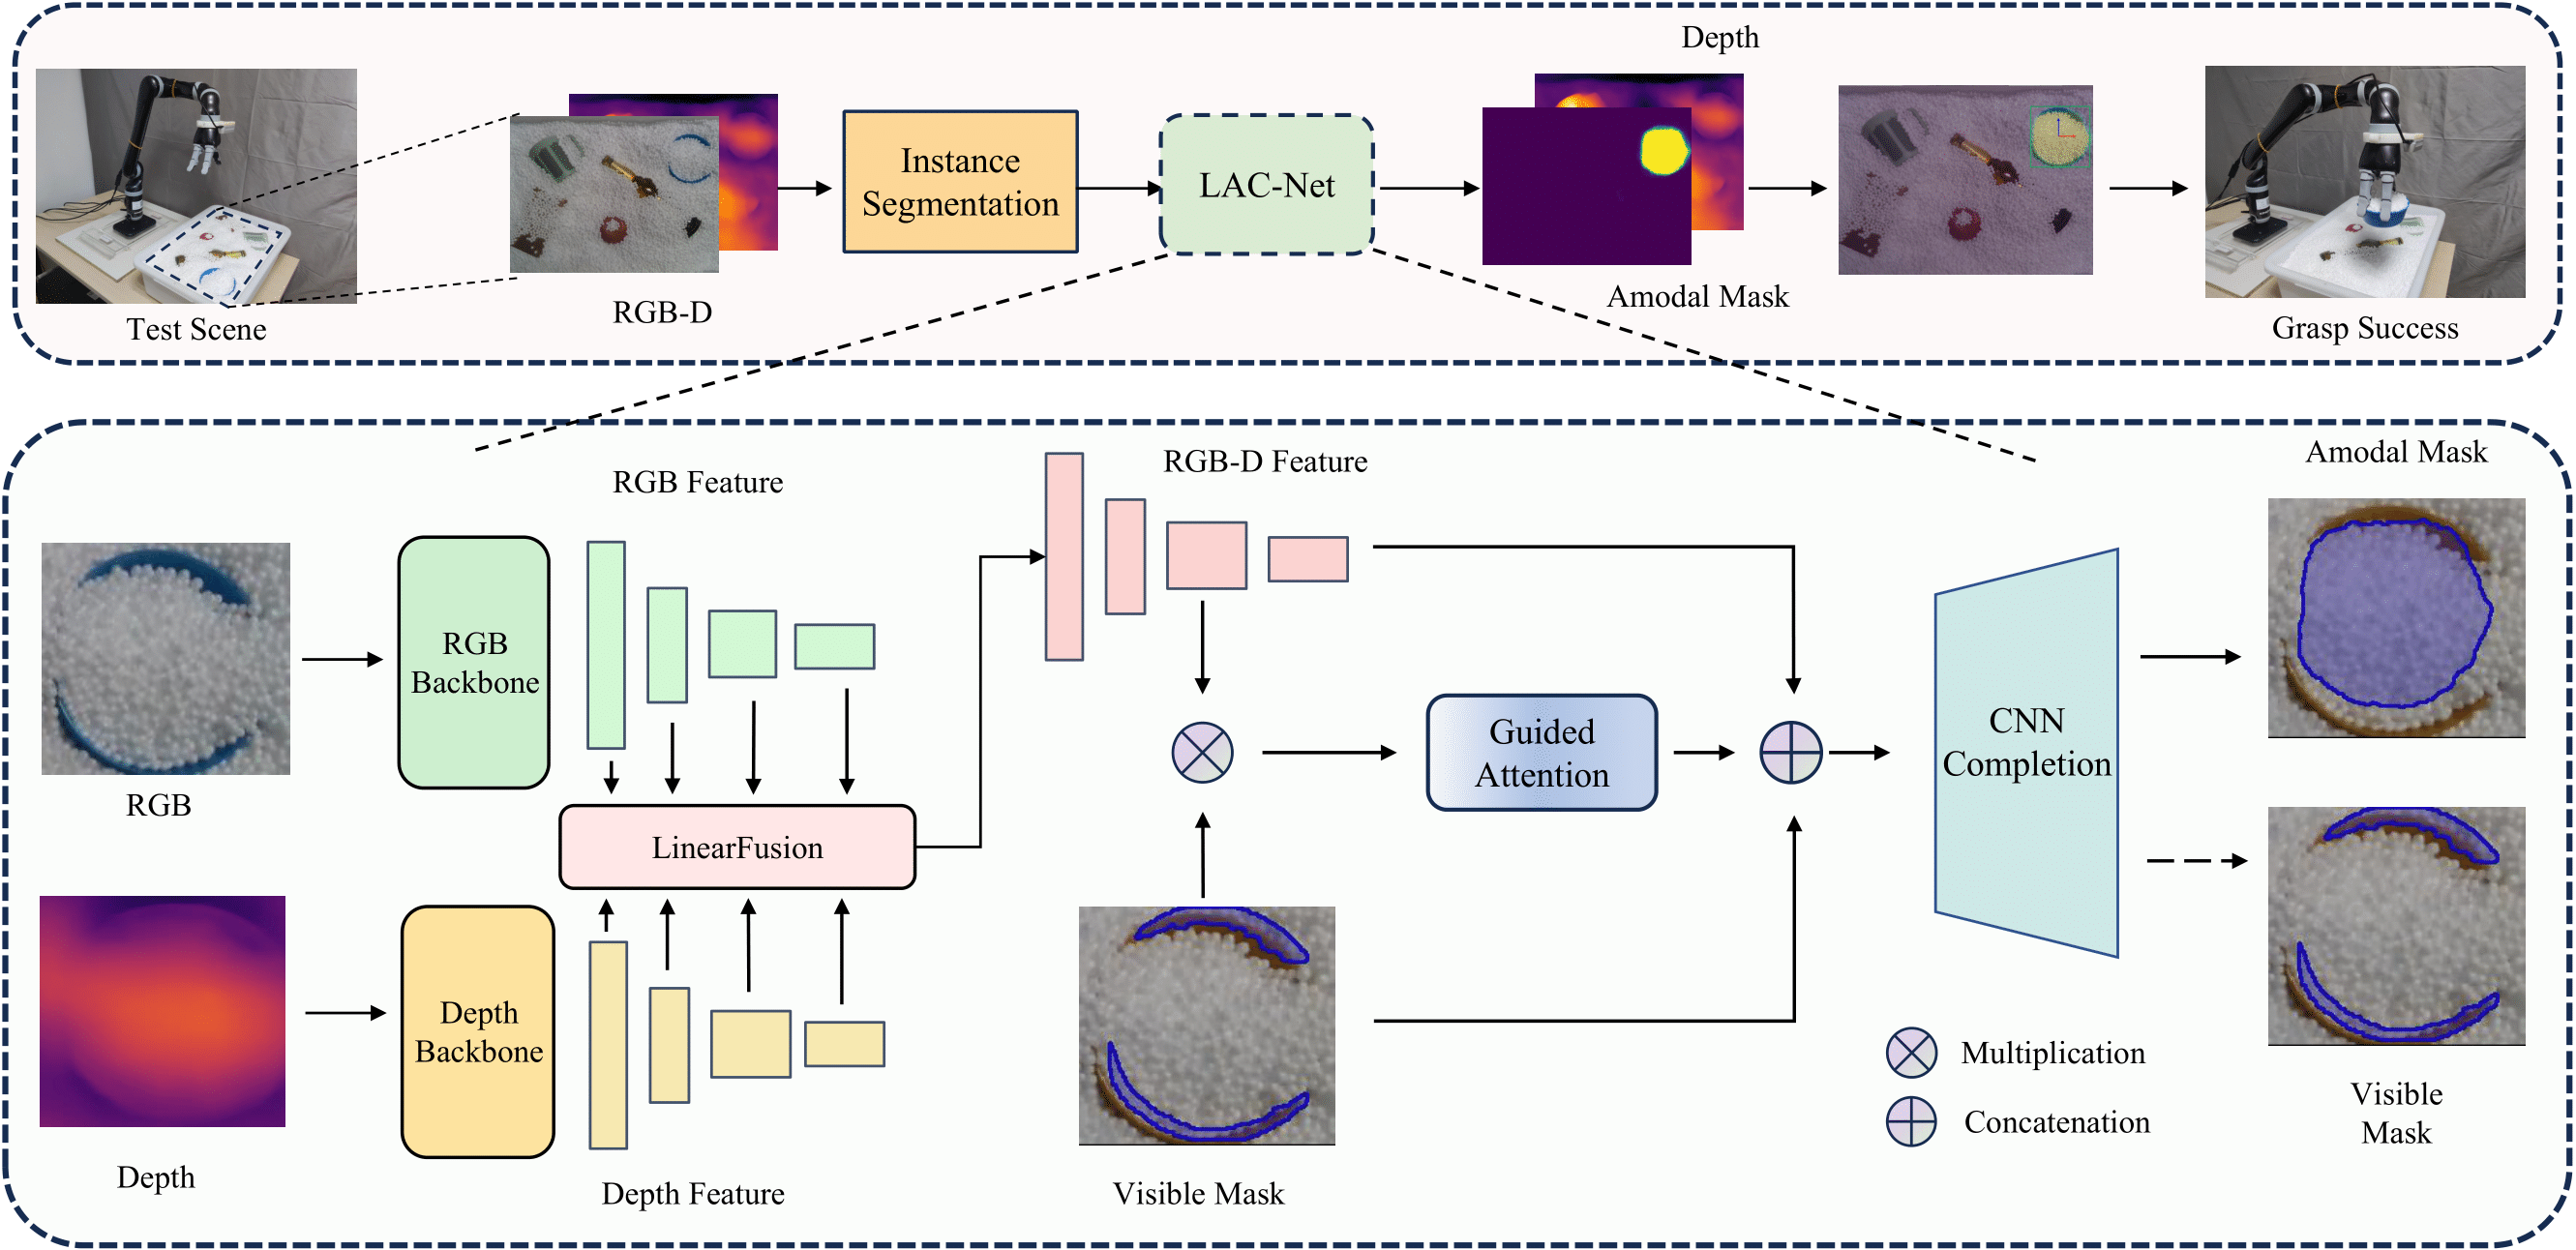 Depth
Instance
Segmentation
LAC-Net
Test Scene
RGB-D
Amodal Mask
Grasp Success
RGB Feature
RGB-D Feature
Amodal Mask
RGB
Backbone
RGB
LinearFusion
Guided
Attention
CNN
Completion
Depth
Backbone
Depth
Depth Feature
Visible Mask
Multiplication
Concatenation
Visible
Mask